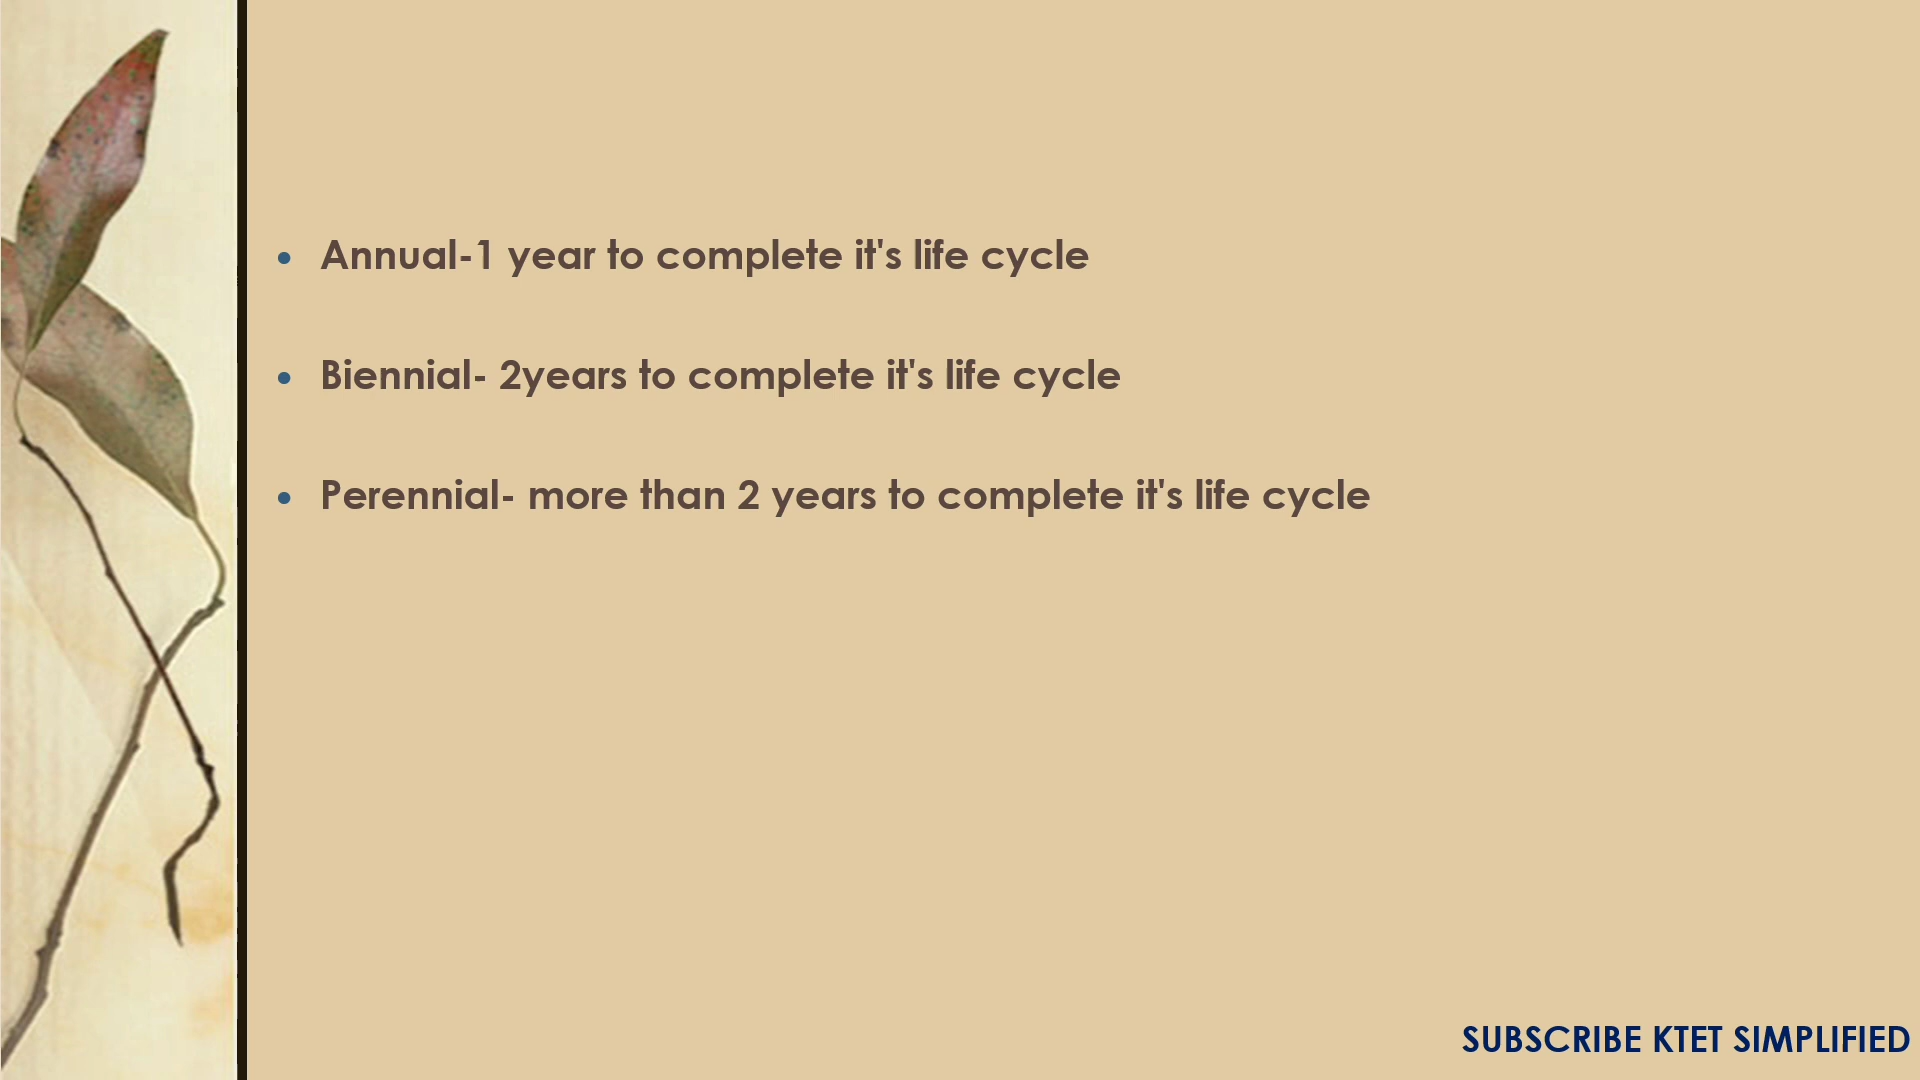 • Annual-1 year to complete it's life cycle
• Biennial- 2years to complete it's life cycle
• Perennial- more than 2 years to complete it's life cycle
SUBSCRIBE KTET SIMPLIFIED